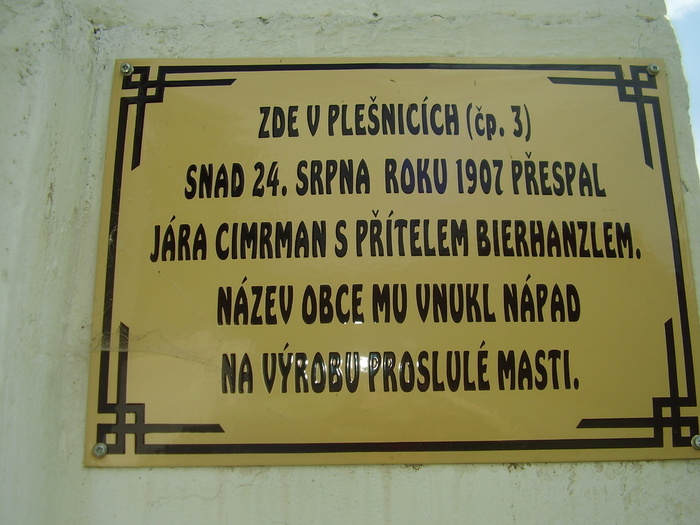 ZDE V PLEŠNICÍCH (čp. 3)
SNAD 24. SRPNA ROKU 1907 PŘESPAL
JÁRA CIMRMAN S PŘÍTELEM BIERHANZLEM.
NÁZEV OBCE MU VNUKL NÁPAD
NA VÝROBU PROSLULÉ MASTI.